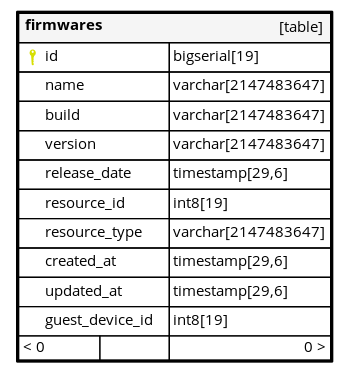 firmwares [table]
id bigserial[19]
name varchar[2147483647]
build varchar[2147483647]
version varchar[2147483647]
release_date timestamp[29,6]
resource_id int8[19]
resource_type varchar[2147483647]
created_at timestamp[29,6]
updated_at timestamp[29,6]
guest_device_id int8[19]
< 0 0 >